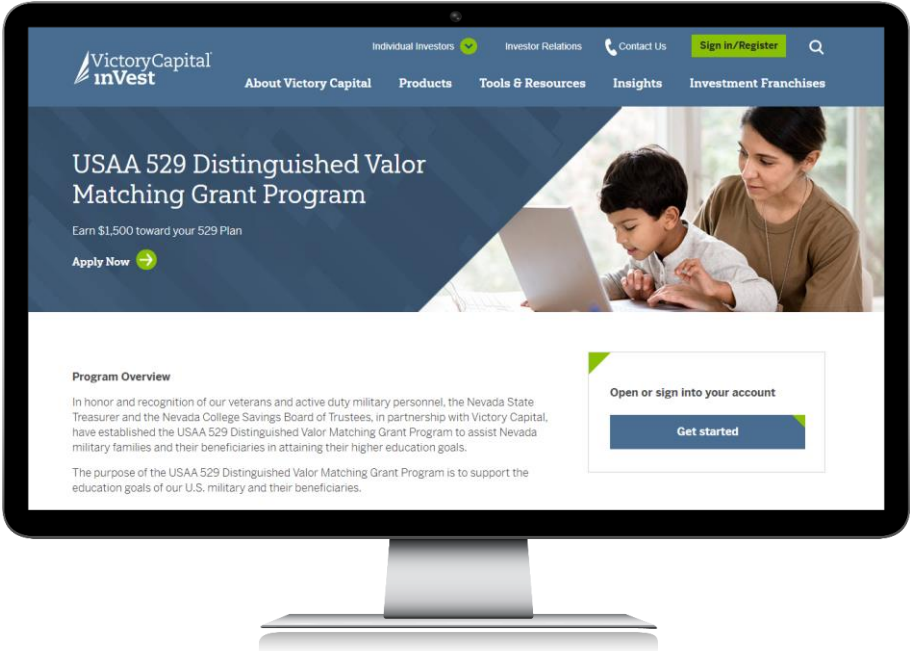 VictoryCapital
inVest
Individual Investors
Investor Relations
Contact Us
Sign in/Register
About Victory Capital
Products
Tools & Resources
Insights
Investment Franchises
USAA 529 Distinguished Valor
Matching Grant Program
Earn $1,500 toward your 529 Plan
Apply Now
Program Overview
In honor and recognition of our veterans and active duty military personnel, the Nevada State
Treasurer and the Nevada College Savings Board of Trustees, in partnership with Victory Capital,
have established the USAA 529 Distinguished Valor Matching Grant Program to assist Nevada
military families and their beneficiaries in attaining their higher education goals.
The purpose of the USAA 529 Distinguished Valor Matching Grant Program is to support the
education goals of our U.S. military and their beneficiaries.
Open or sign into your account
Get started